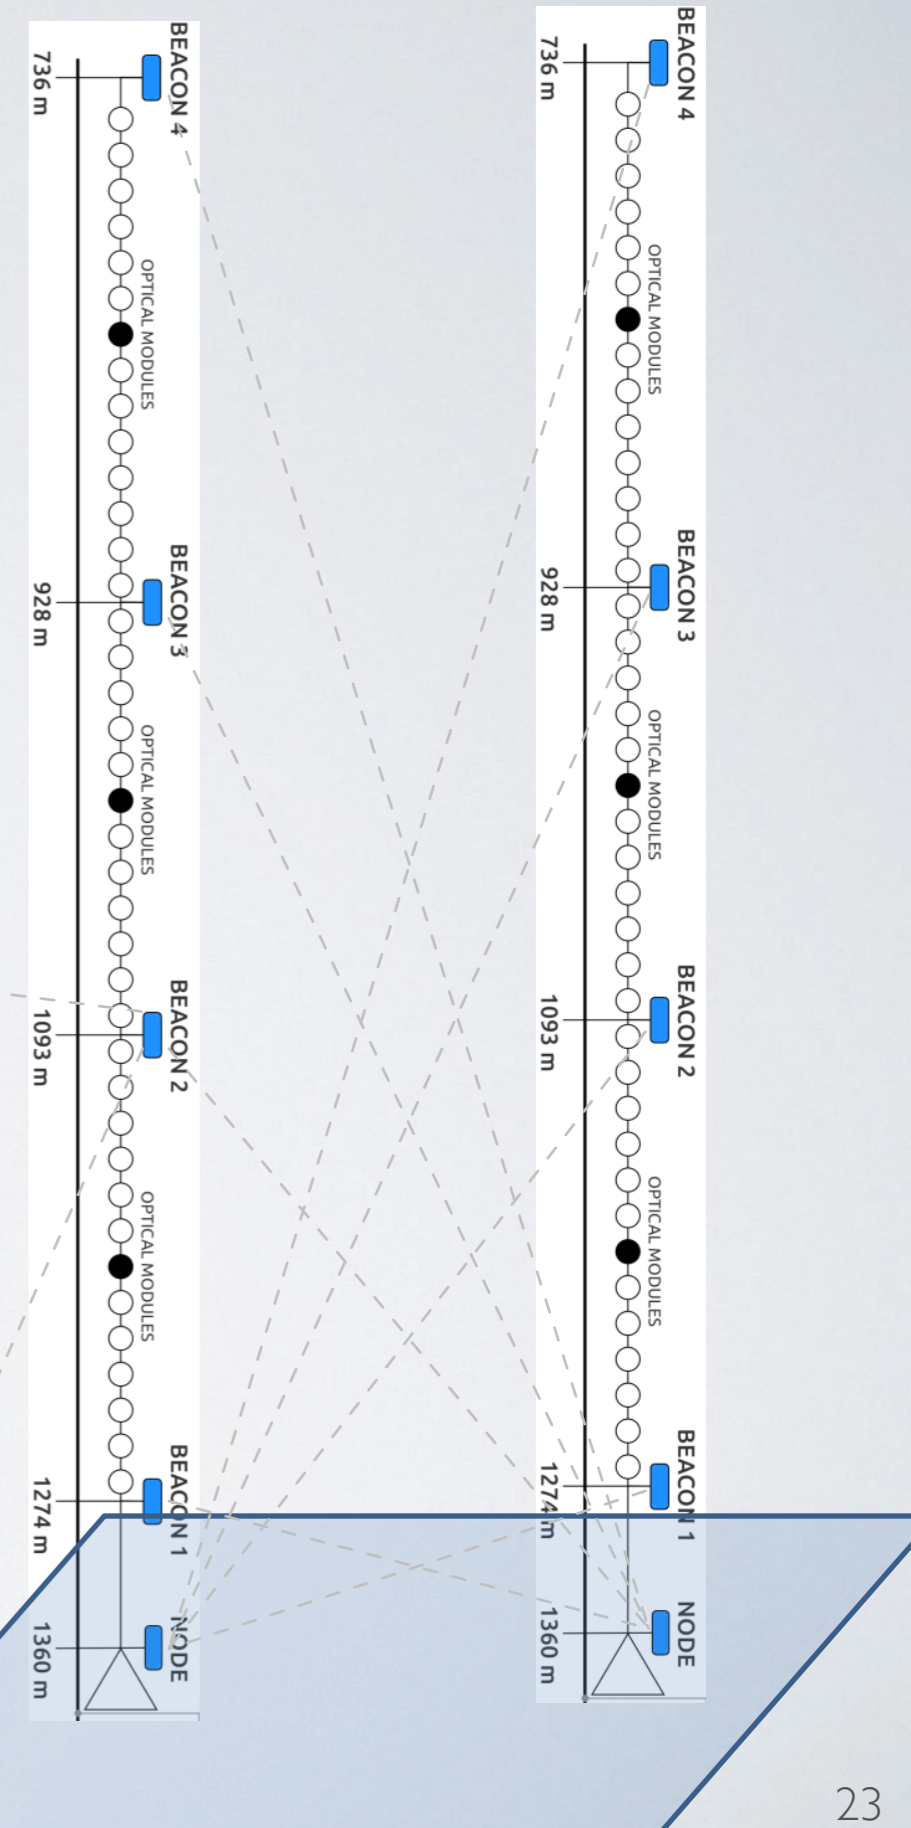 BEACON 4
736 m
OPTICAL MODULES
BEACON 3
928 m
OPTICAL MODULES
BEACON 2
1093 m
OPTICAL MODULES
BEACON 1
1274 m
NODE
1360 m
BEACON 4
736 m
OPTICAL MODULES
BEACON 3
928 m
OPTICAL MODULES
BEACON 2
1093 m
OPTICAL MODULES
BEACON 1
1274 m
NODE
1360 m
23